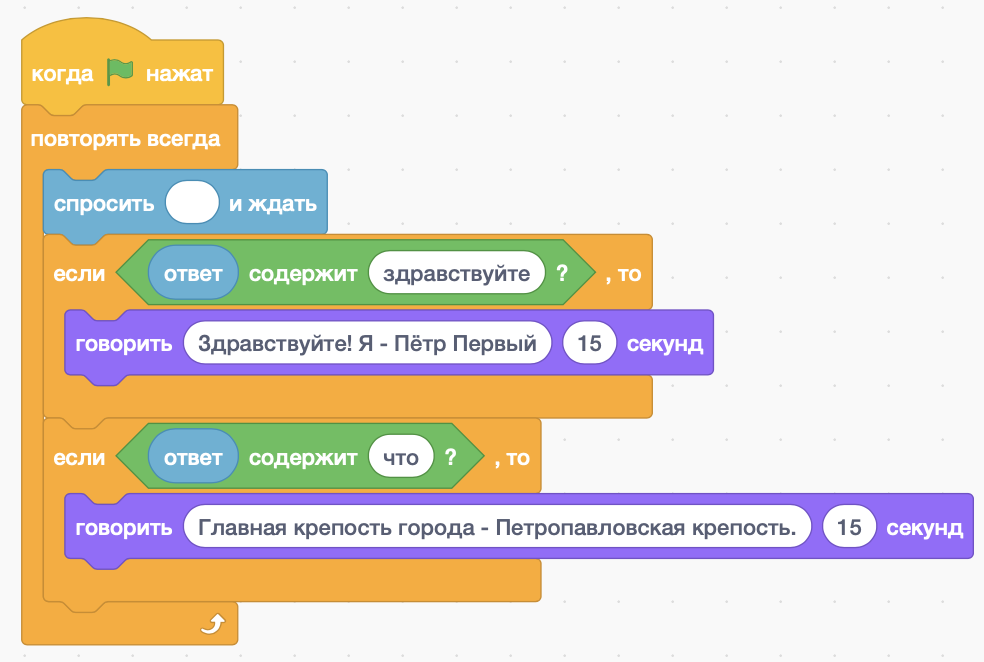 когда нажат
повторять всегда
спросить и ждать
если ответ содержит здравствуйте ? , то
говорить Здравствуйте! Я - Пётр Первый 15 секунд
если ответ содержит что ? , то
говорить Главная крепость города - Петропавловская крепость. 15 секунд